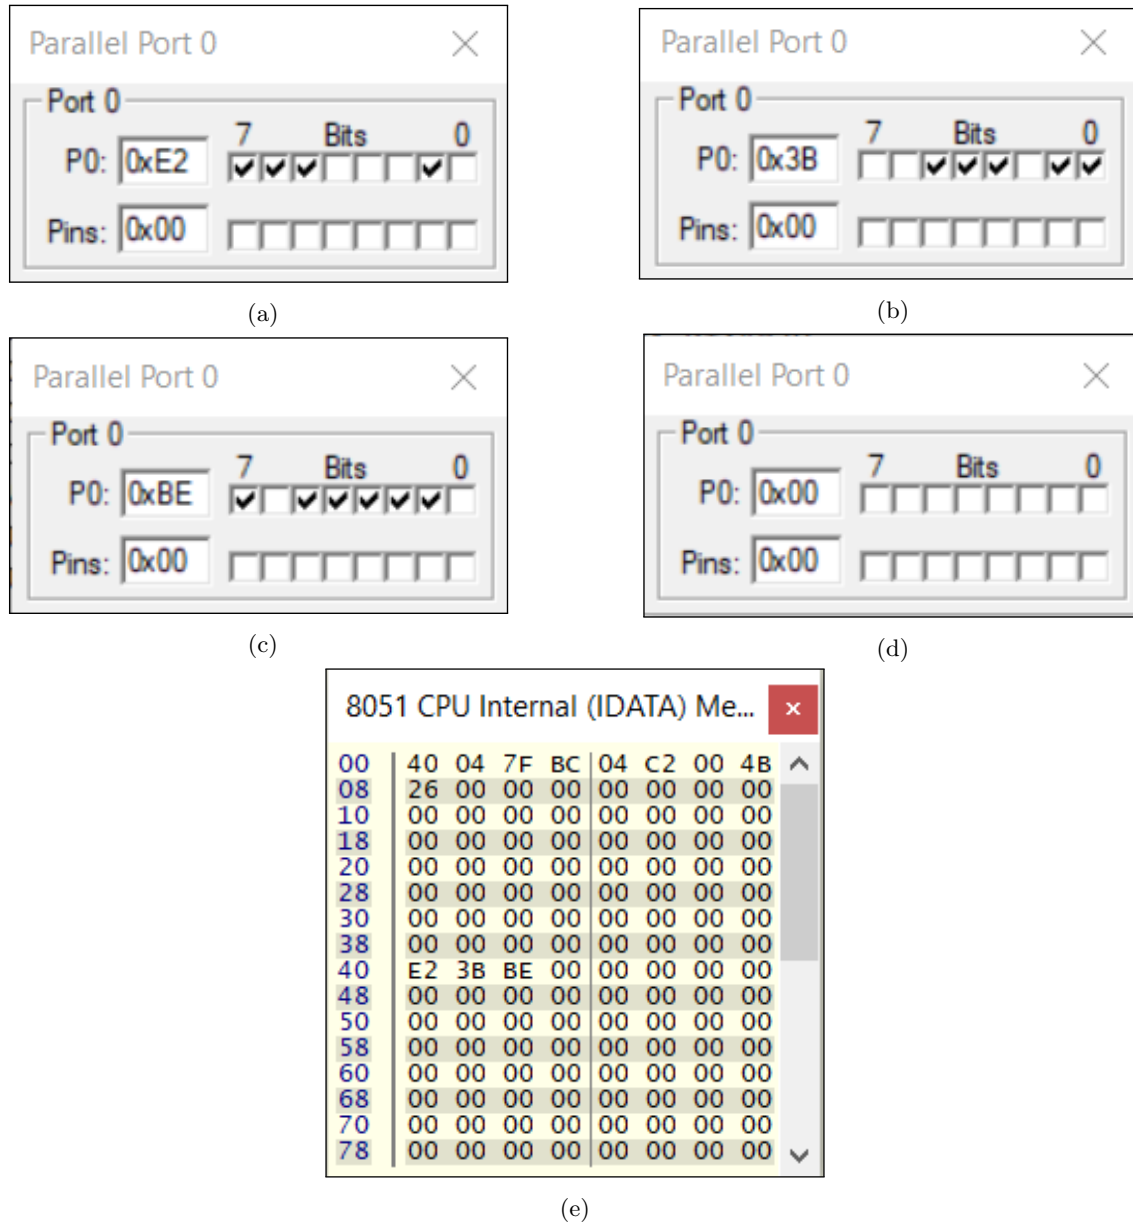 Parallel Port 0
Port 0
7 Bits 0
P0: 0xE2
Pins: 0x00
(a)
Parallel Port 0
Port 0
7 Bits 0
P0: 0x3B
Pins: 0x00
(b)
Parallel Port 0
Port 0
7 Bits 0
P0: 0xBE
Pins: 0x00
(c)
Parallel Port 0
Port 0
7 Bits 0
P0: 0x00
Pins: 0x00
(d)
8051 CPU Internal (IDATA) Me...
00 40 04 7F BC 04 C2 00 4B
08 26 00 00 00 00 00 00 00
10 00 00 00 00 00 00 00 00
18 00 00 00 00 00 00 00 00
20 00 00 00 00 00 00 00 00
28 00 00 00 00 00 00 00 00
30 00 00 00 00 00 00 00 00
38 00 00 00 00 00 00 00 00
40 E2 3B BE 00 00 00 00 00
48 00 00 00 00 00 00 00 00
50 00 00 00 00 00 00 00 00
58 00 00 00 00 00 00 00 00
60 00 00 00 00 00 00 00 00
68 00 00 00 00 00 00 00 00
70 00 00 00 00 00 00 00 00
78 00 00 00 00 00 00 00 00
(e)